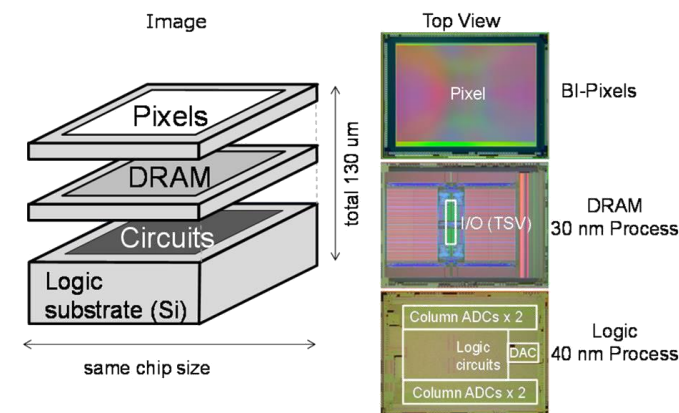 Image
Top View
Pixels
DRAM
Circuits
Logic
substrate (Si)
total 130 um
same chip size
Pixel
BI-Pixels
I/O (TSV)
DRAM
30 nm Process
Column ADCs x 2
Logic
circuits
DAC
Column ADCs x 2
Logic
40 nm Process